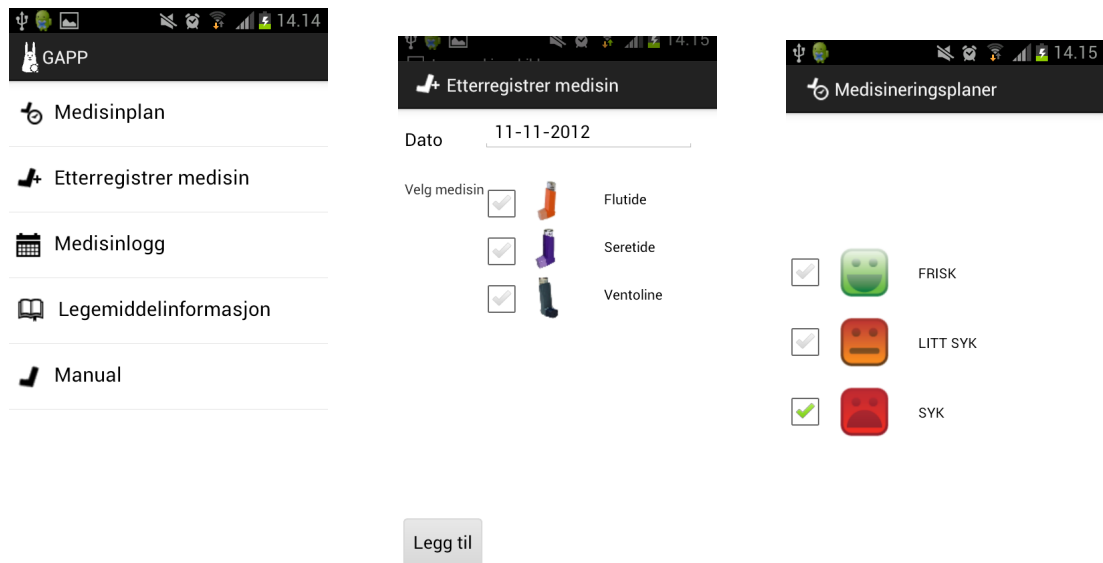 14.14
GAPP
Medisinplan
Etterregistrer medisin
Medisinlogg
Legemiddelinformasjon
Manual
14.15
Etterregistrer medisin
Dato 11-11-2012
Velg medisin
Flutide
Seretide
Ventoline
Legg til
14.15
Medisineringsplaner
FRISK
LITT SYK
SYK